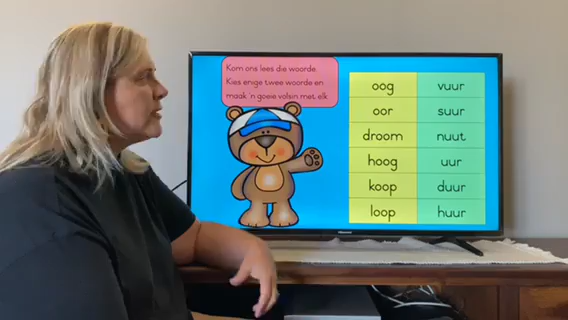 Kom ons lees die woorde.
Kies enige twee woorde en
maak 'n goeie volsin met elk
oog vuur
oor suur
droom nuut
hoog uur
koop duur
loop huur